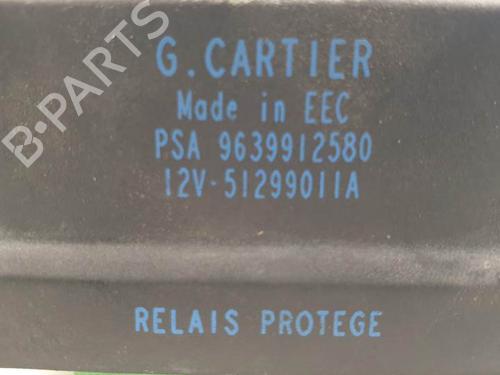 G. CARTIER
Made in EEC
PSA 9639912580
12V-51299011A
RELAIS PROTEGE
B-PARTS